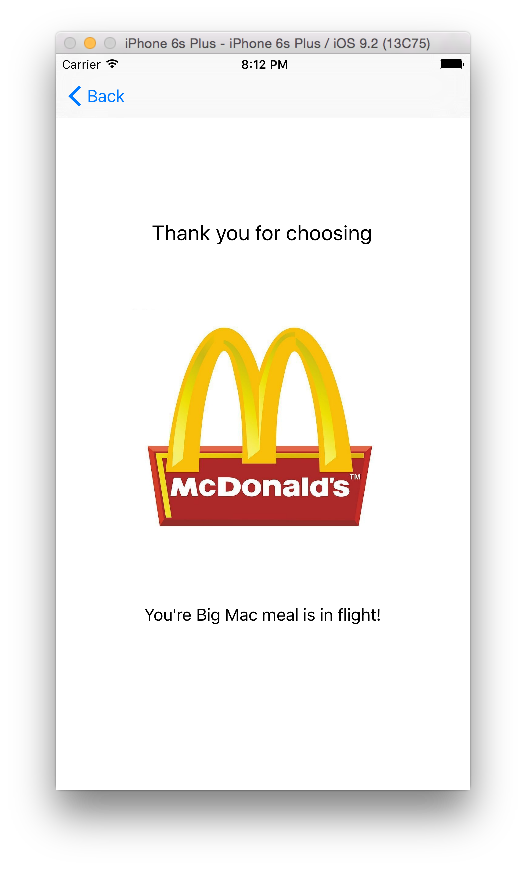 iPhone 6s Plus - iPhone 6s Plus / iOS 9.2 (13C75)
Carrier 8:12 PM
Back
Thank you for choosing
McDonald's™
You're Big Mac meal is in flight!